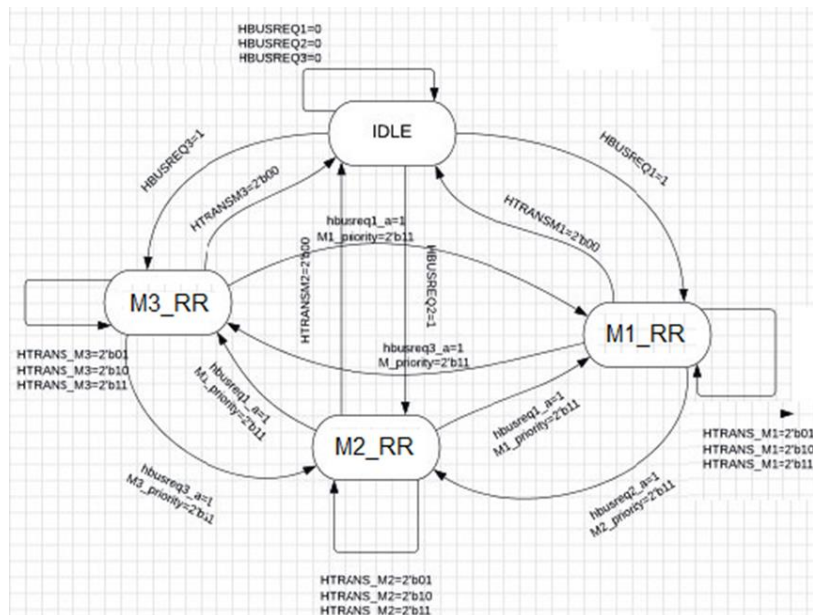 HBUSREQ1=0
HBUSREQ2=0
HBUSREQ3=0
IDLE
HBUSREQ3=1
HBUSREQ1=1
HTRANSM3=2'b00
HTRANSM1=2'b00
hbusreq1_a=1
M1_priority=2'b11
HTRANSM2=2'b00
HBUSREQ2=1
M3_RR
M1_RR
HTRANS_M3=2'b01
HTRANS_M3=2'b10
HTRANS_M3=2'b11
hbusreq3_a=1
M_priority=2'b11
hbusreq1_a=1
M1_priority=2'b11
hbusreq1_a=1
M1_priority=2'b11
HTRANS_M1=2'b01
HTRANS_M1=2'b10
HTRANS_M1=2'b11
M2_RR
hbusreq3_a=1
M3_priority=2'b11
hbusreq2_a=1
M2_priority=2'b11
HTRANS_M2=2'b01
HTRANS_M2=2'b10
HTRANS_M2=2'b11